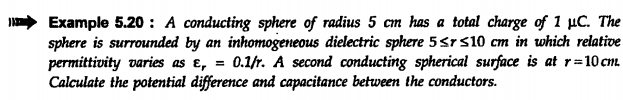 Example 5.20 : A conducting sphere of radius 5 cm has a total charge of 1 μC. The
sphere is surrounded by an inhomogeneous dielectric sphere 5 ≤ r ≤ 10 cm in which relative
permittivity varies as εr = 0.1/r. A second conducting spherical surface is at r = 10 cm.
Calculate the potential difference and capacitance between the conductors.